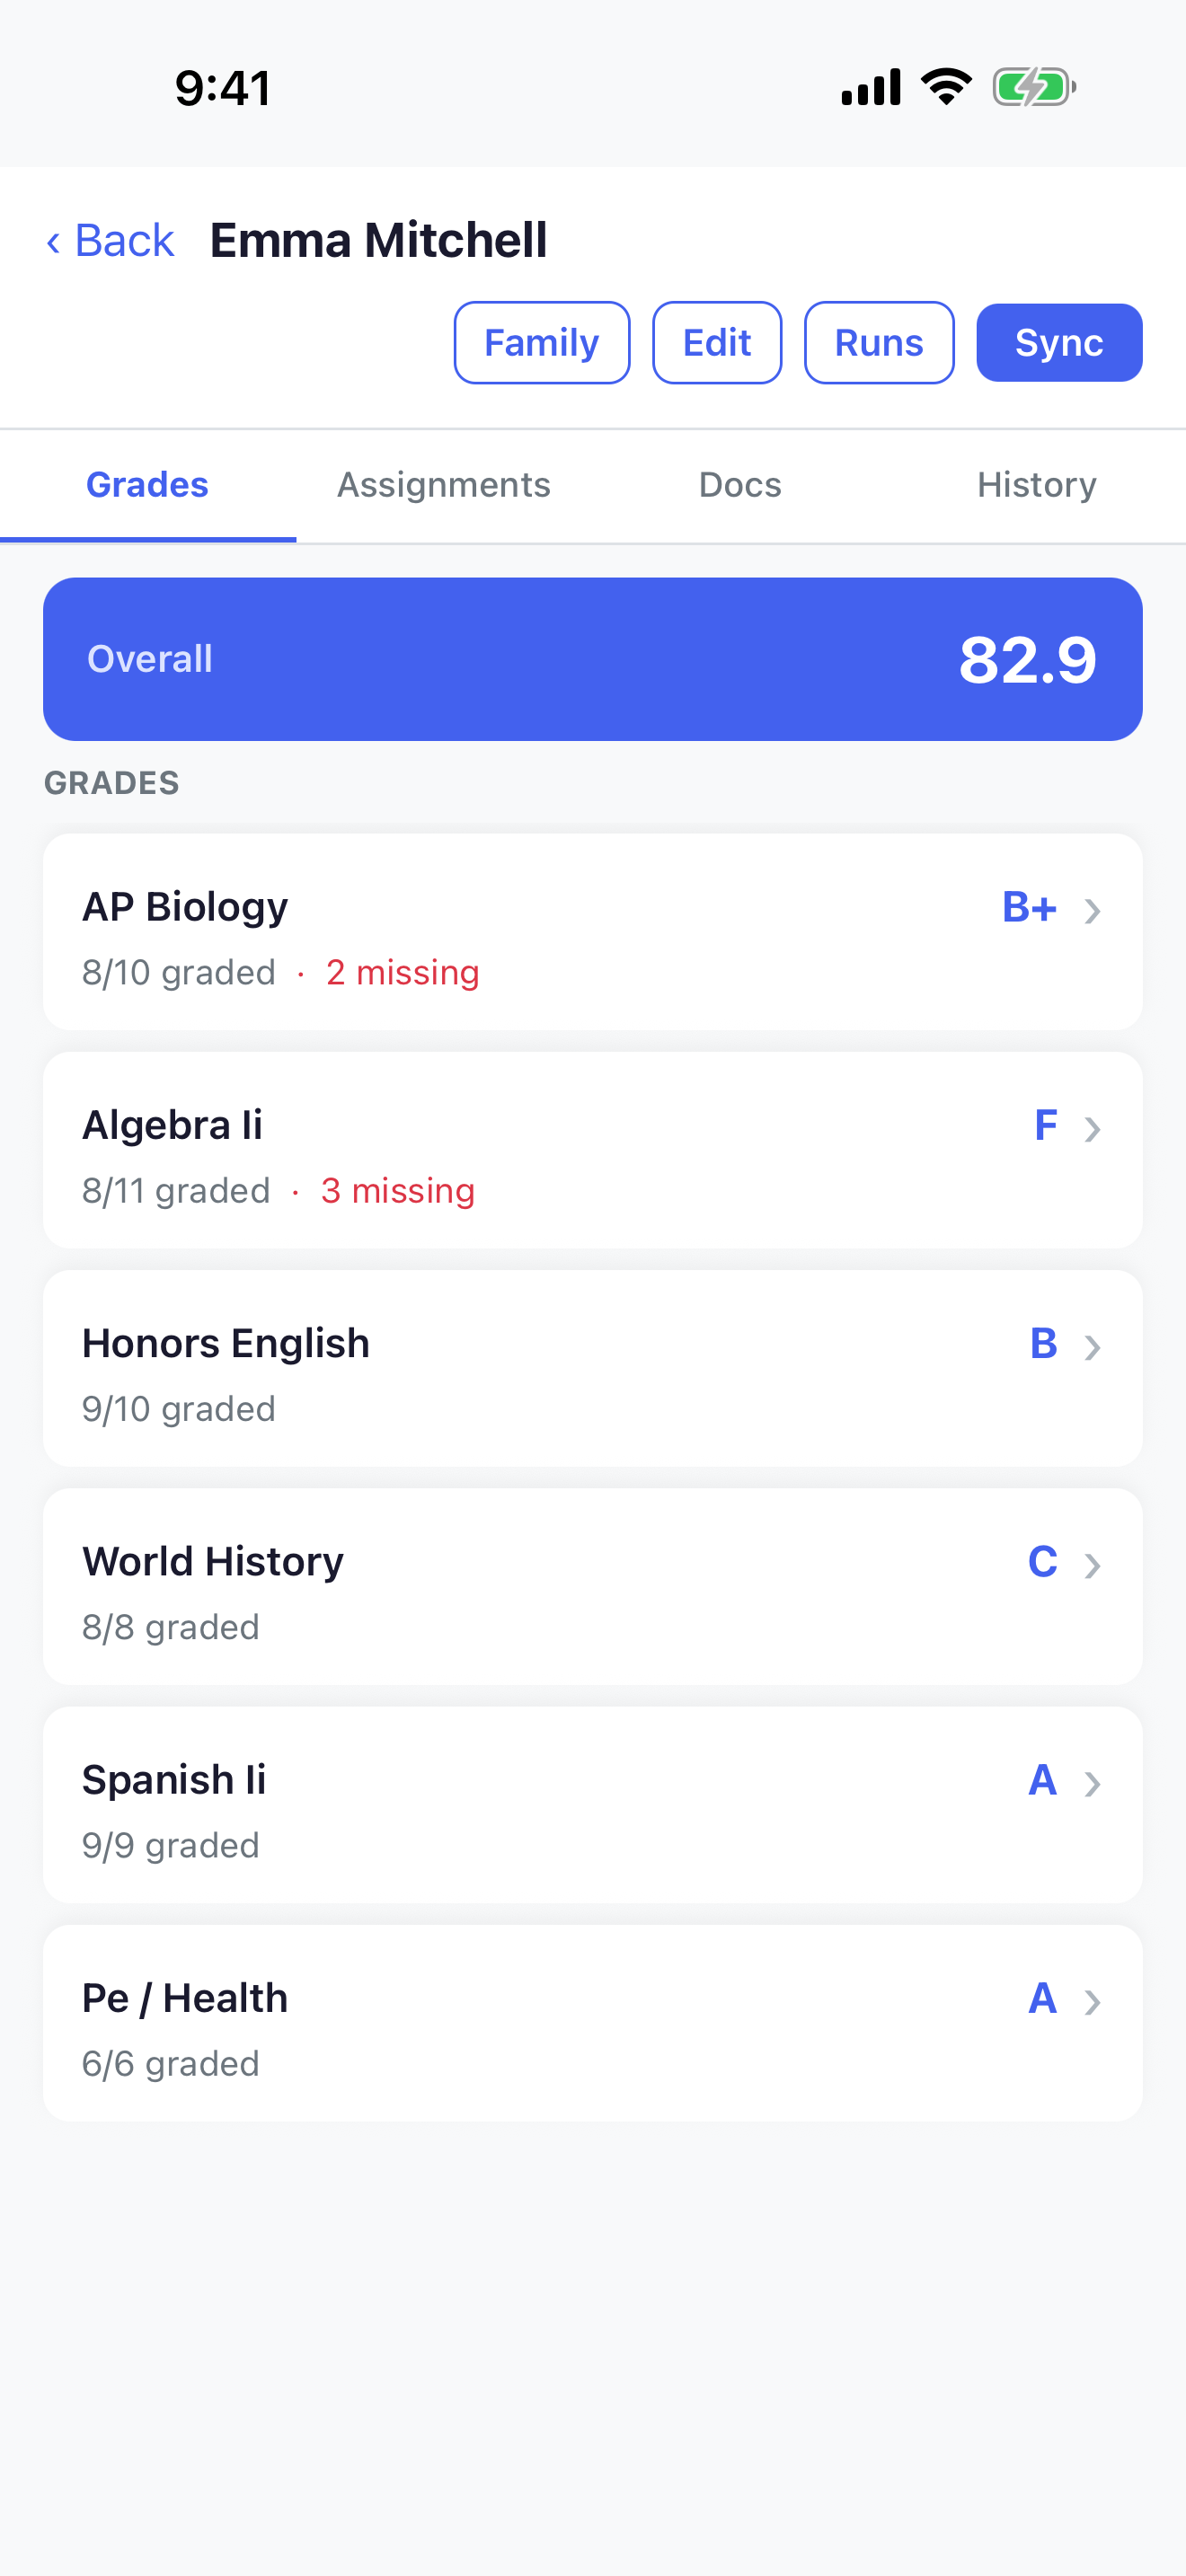 9:41
‹ Back Emma Mitchell
Family Edit Runs Sync
Grades Assignments Docs History
Overall 82.9
GRADES
AP Biology B+ ›
8/10 graded · 2 missing
Algebra Ii F ›
8/11 graded · 3 missing
Honors English B ›
9/10 graded
World History C ›
8/8 graded
Spanish Ii A ›
9/9 graded
Pe / Health A ›
6/6 graded